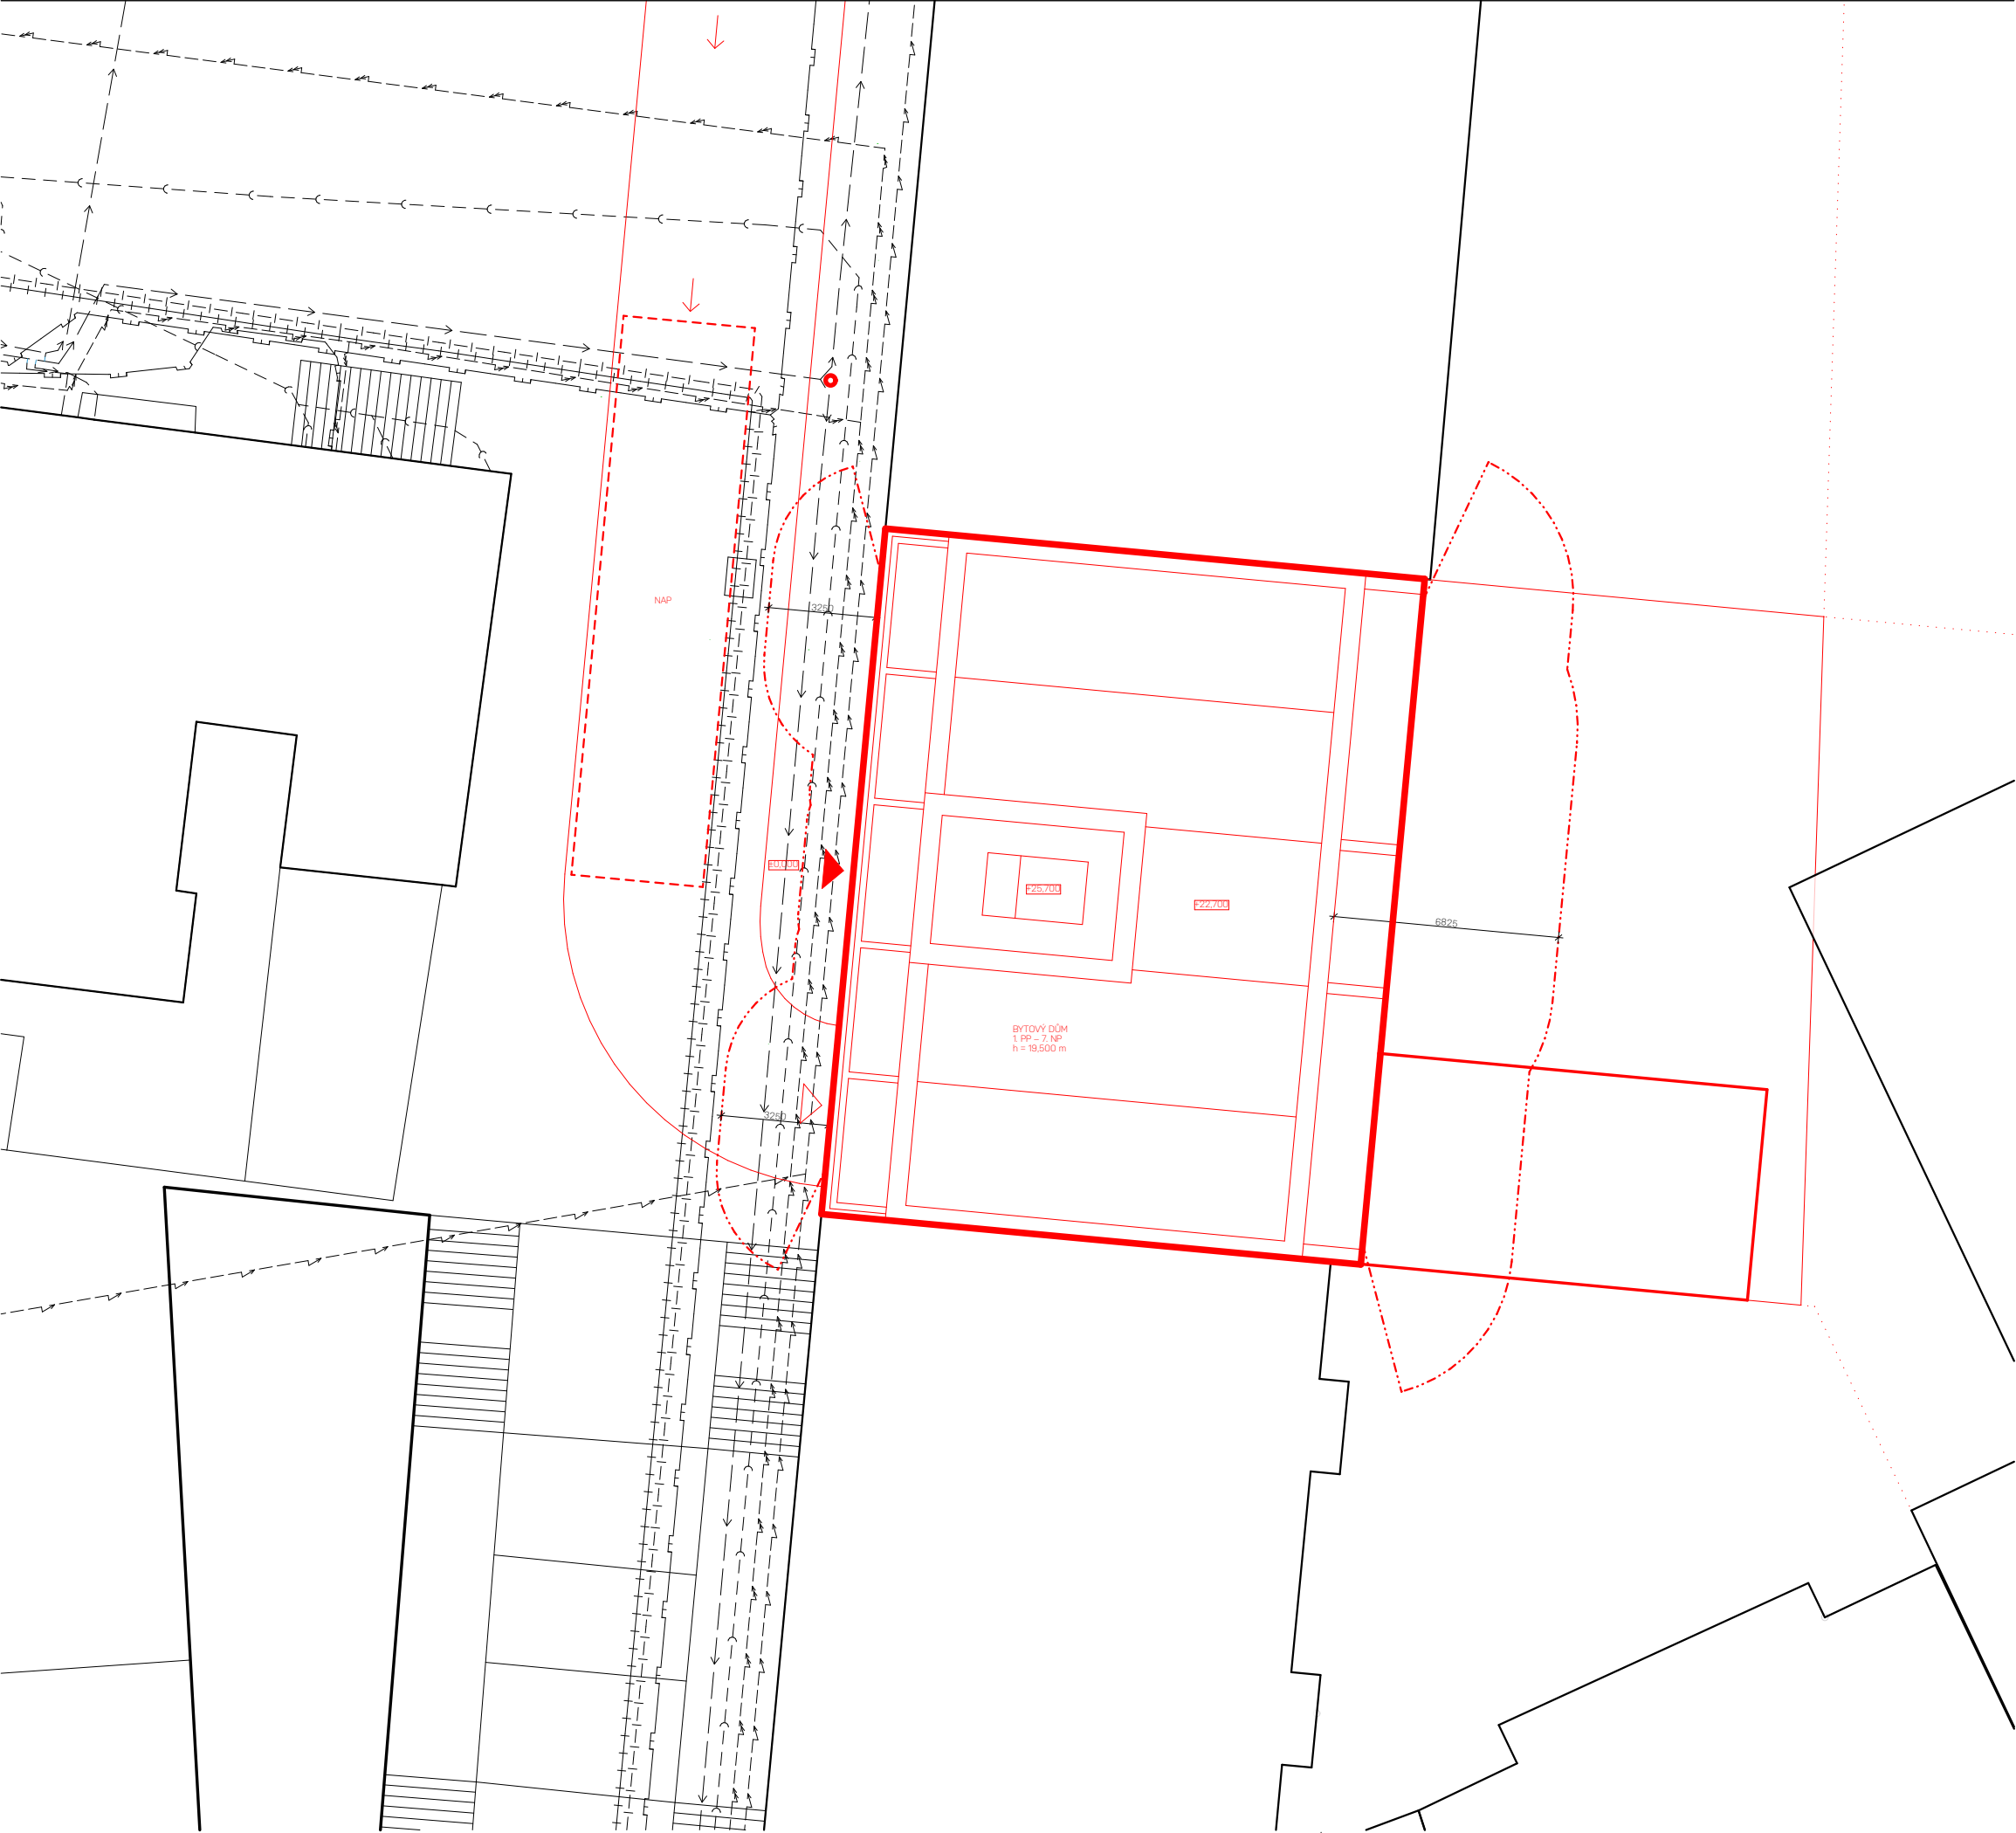 NAP
3250
±0,000
+25,700
+22,700
6825
BYTOVÝ DŮM
1. PP – 7. NP
h = 19,500 m
3250